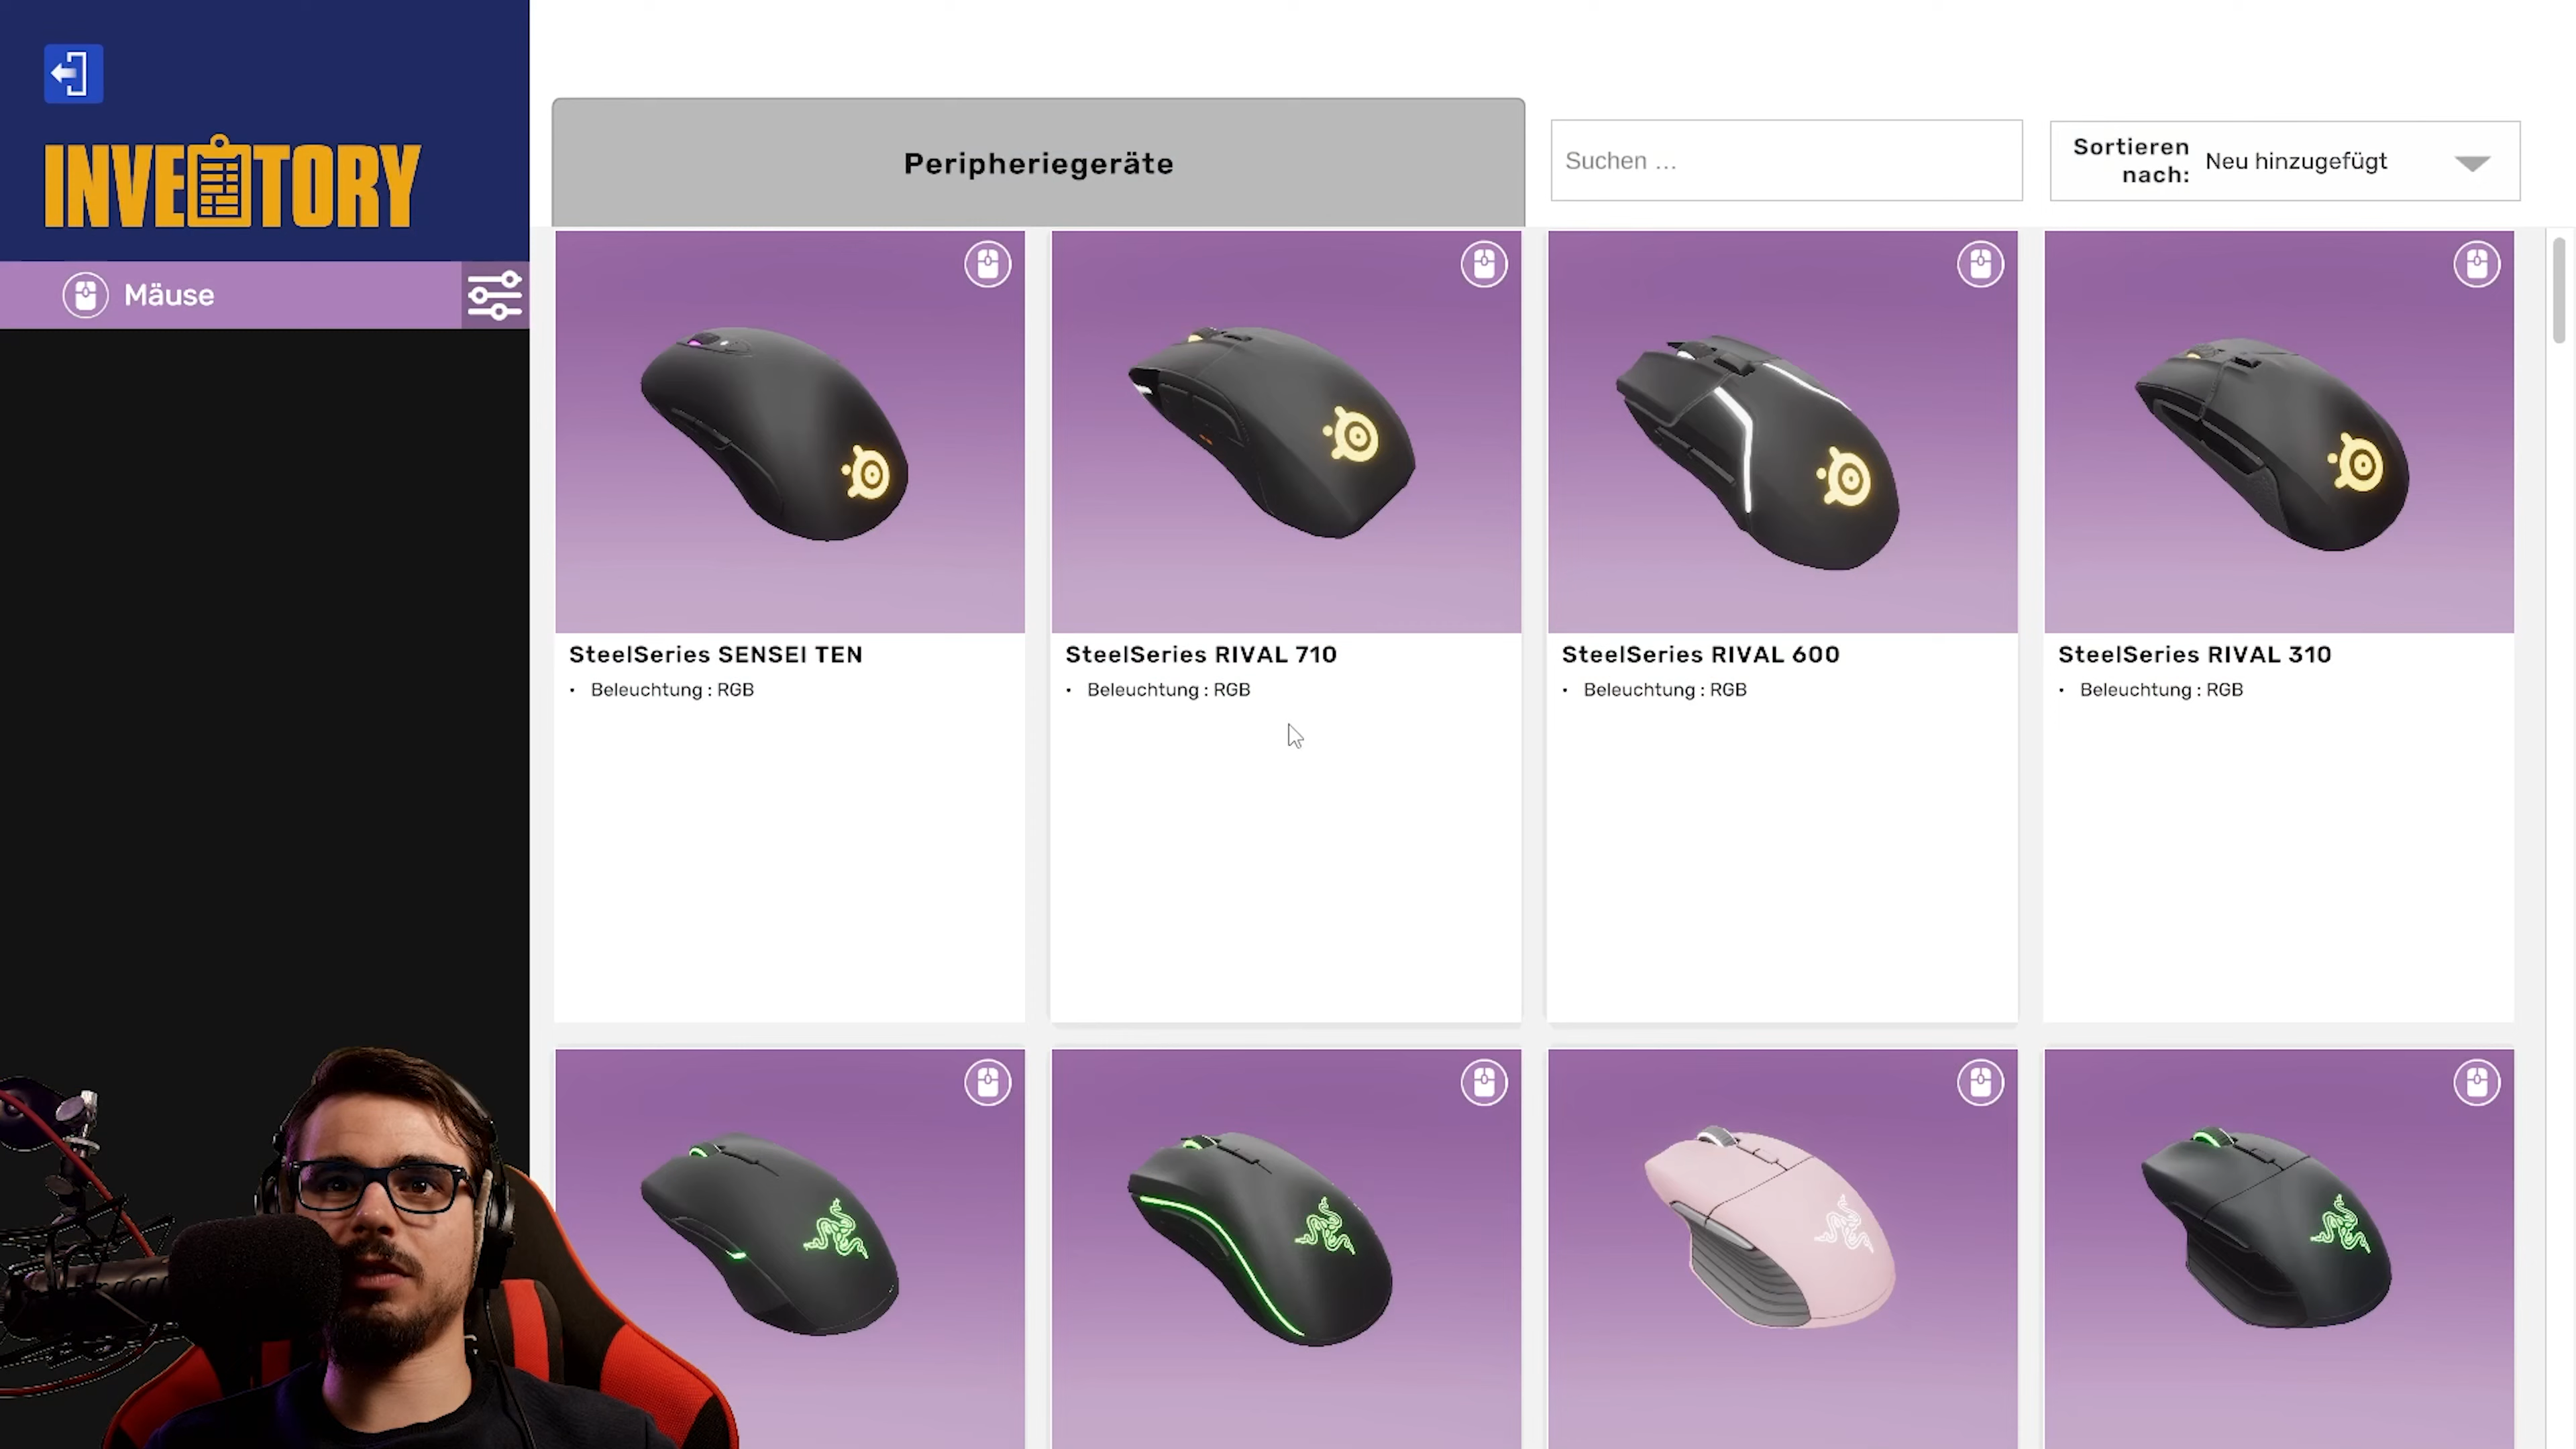 INVENTORY
Mäuse
Peripheriegeräte
Suchen ...
Sortieren
nach:
Neu hinzugefügt
SteelSeries SENSEI TEN
• Beleuchtung : RGB
SteelSeries RIVAL 710
• Beleuchtung : RGB
SteelSeries RIVAL 600
• Beleuchtung : RGB
SteelSeries RIVAL 310
• Beleuchtung : RGB